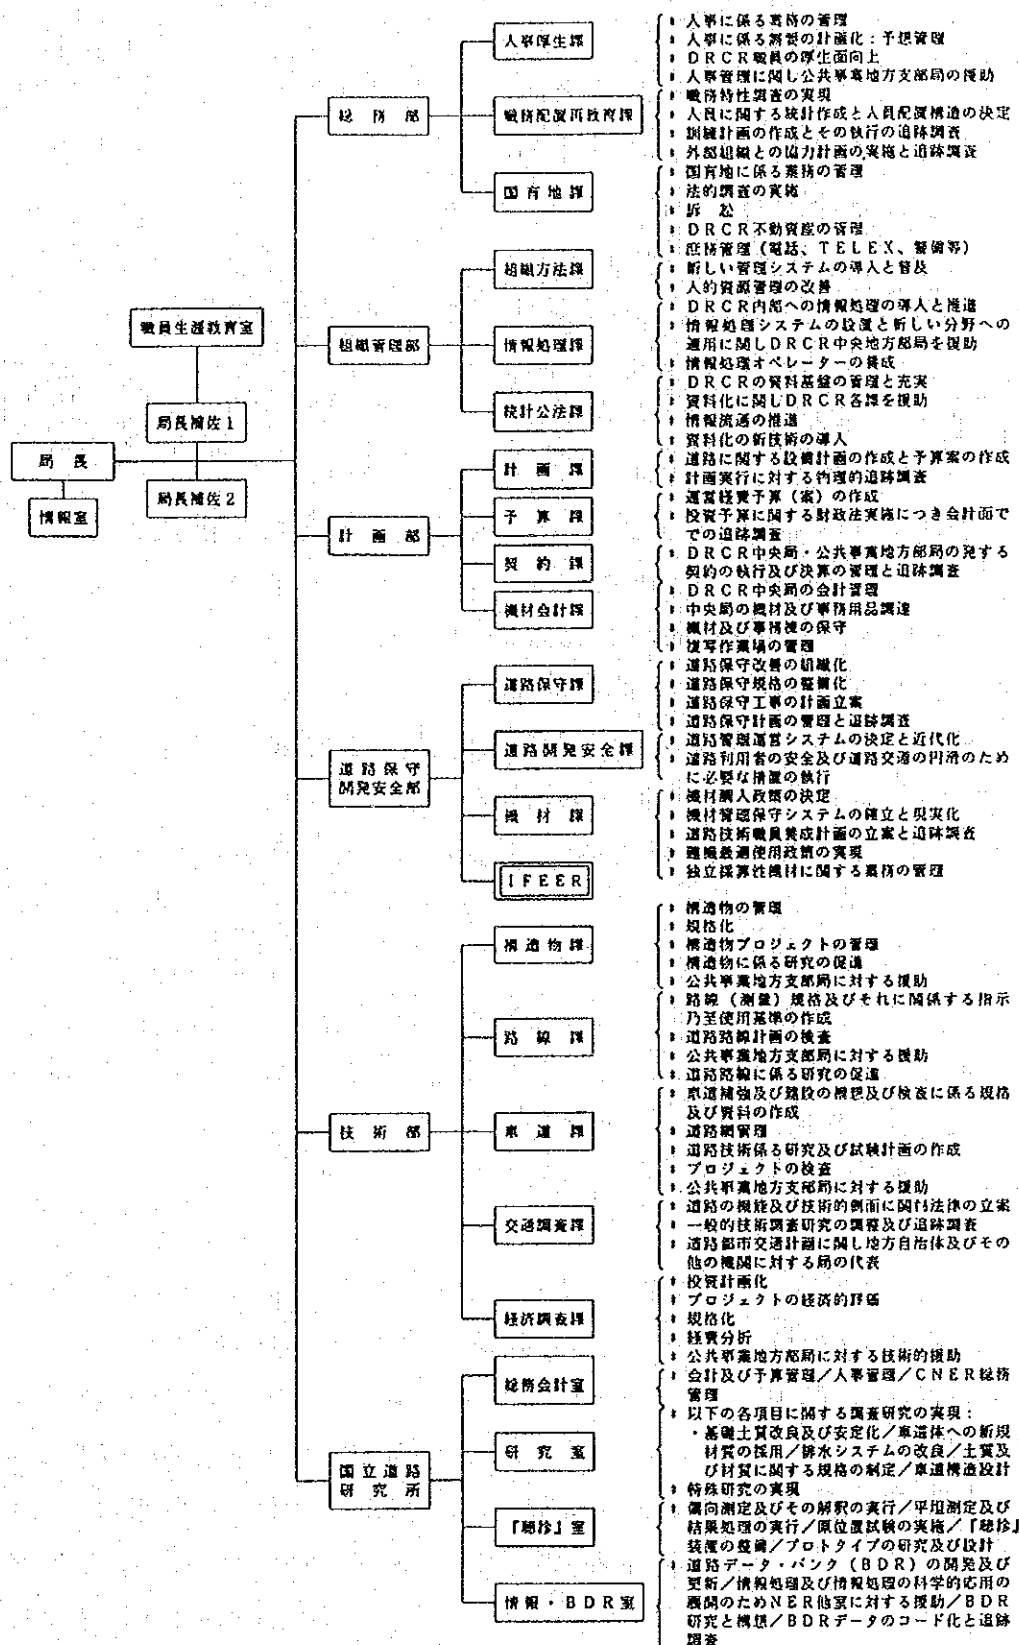 局長
情報室
職員生涯教育室
局長補佐1
局長補佐2
総務部
人事厚生課
* 人事に係る業務の管理
* 人事に係る需要の計画化：予想管理
* DRCR職員の厚生面向上
* 人事管理に関し公共事業地方支部局の援助
職務配置再教育課
* 職務特性調査の実現
* 人員に関する統計作成と人員配置構造の決定
* 訓練計画の作成とその執行の追跡調査
* 外部組織との協力計画の実施と追跡調査
国有地課
* 国有地に係る業務の管理
* 法的調査の実施
* 訴訟
* DRCR不動資産の管理
* 庶務管理（電話、TELEX、警備等）
組織管理部
組織方法課
* 新しい管理システムの導入と普及
* 人的資源管理の改善
情報処理課
* DRCR内部への情報処理の導入と推進
* 情報処理システムの設置と新しい分野への
適用に関しDRCR中央地方部局を援助
* 情報処理オペレーターの養成
統計公法課
* DRCRの資料基盤の管理と充実
* 資料化に関しDRCR各課を援助
* 情報流通の推進
* 資料化の新技術の導入
計画部
計画課
* 道路に関する設備計画の作成と予算案の作成
* 計画実行に対する物理的追跡調査
予算課
* 運営経費予算（案）の作成
* 投資予算に関する財政法実施につき会計面で
での追跡調査
契約課
* DRCR中央局・公共事業地方部局の発する
契約の執行及び決算の管理と追跡調査
機材会計課
* DRCR中央局の会計管理
* 中央局の機材及び事務用品調達
* 機材及び事務棟の保守
* 複写作業場の管理
道路保守
開発安全部
道路保守課
* 道路保守改善の組織化
* 道路保守規格の整備化
* 道路保守工事の計画立案
* 道路保守計画の管理と追跡調査
道路開発安全課
* 道路管理運営システムの決定と近代化
* 道路利用者の安全及び道路交通の円滑のため
に必要な措置の執行
機材課
* 機材購入政策の決定
* 機材管理保守システムの確立と現実化
* 道路技術職員養成計画の立案と追跡調査
* 機械最適使用政策の実現
* 独立採算性機材に関する業務の管理
IFEER
技術部
構造物課
* 構造物の管理
* 規格化
* 構造物プロジェクトの管理
* 構造物に係る研究の促進
* 公共事業地方支部局に対する援助
路線課
* 路線（測量）規格及びそれに関係する指示
乃至使用基準の作成
* 道路路線計画の検査
* 公共事業地方支部局に対する援助
* 道路路線に係る研究の促進
車道課
* 車道補強及び建設の構想及び検査に係る規格
及び資料の作成
* 道路網管理
* 道路技術係る研究及び試験計画の作成
* プロジェクトの検査
* 公共事業地方支部局に対する援助
交通調査課
* 道路の機能及び技術的側面に関する法律の立案
* 一般的技術調査研究の調整及び追跡調査
* 道路都市交通計画に関し地方自治体及びその
他の機関に対する局の代表
経済調査課
* 投資計画化
* プロジェクトの経済的評価
* 規格化
* 経費分析
* 公共事業地方部局に対する技術的援助
国立道路
研究所
総務会計室
* 会計及び予算管理／人事管理／CNER総務
管理
研究室
* 以下の各項目に関する調査研究の実現：
・基礎土質改良及び安定化／車道体への新規
材質の採用／排水システムの改良／土質及
び材質に関する規格の制定／車道構造設計
* 特殊研究の実現
『聴診』室
* 偏向測定及びその解釈の実行／平坦測定及び
結果処理の実行／原位置試験の実施／『聴診』
装置の整備／プロトタイプの研究及び設計
情報・BDR室
* 道路データ・バンク（BDR）の開発及び
更新／情報処理及び情報処理の科学的応用の
展開のためNER他室に対する援助／BDR
研究と構想／BDRデータのコード化と追跡
調査